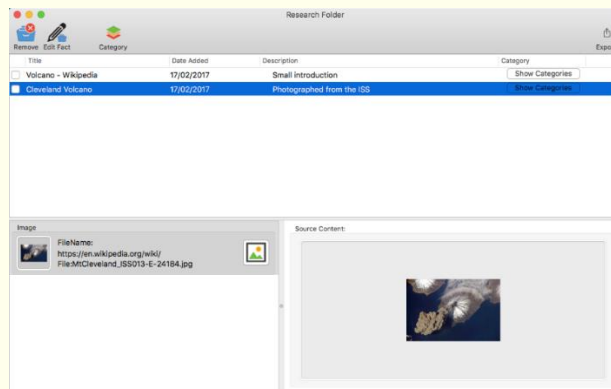 Research Folder
Remove Edit Fact Category
Title Date Added Description Category
Volcano - Wikipedia 17/02/2017 Small introduction Show Categories
Cleveland Volcano 17/02/2017 Photographed from the ISS Show Categories
Image
FileName:
https://en.wikipedia.org/wiki/
File:MtCleveland_ISS013-E-24184.jpg
Source Content: